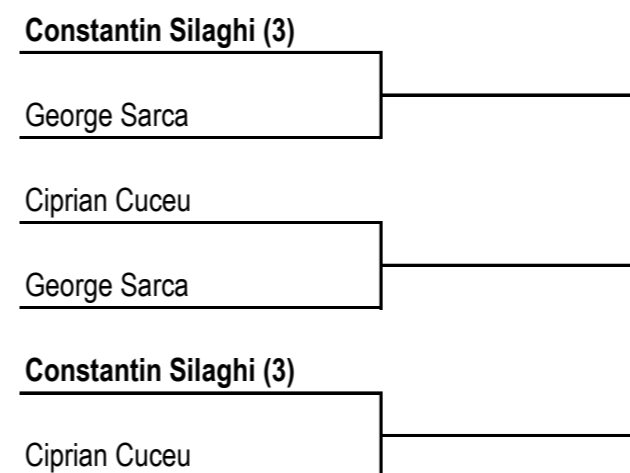 Constantin Silaghi (3)
George Sarca
Ciprian Cuceu
George Sarca
Constantin Silaghi (3)
Ciprian Cuceu